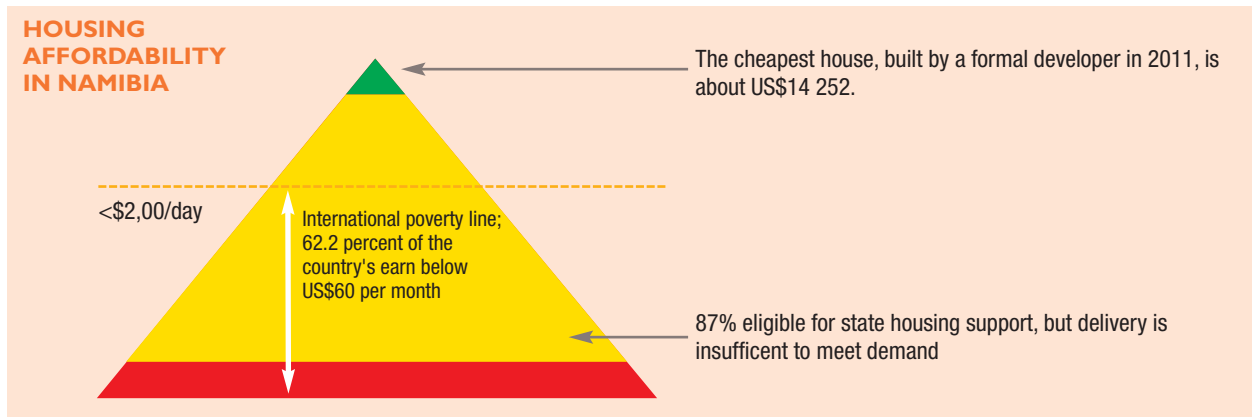 HOUSING
AFFORDABILITY
IN NAMIBIA
The cheapest house, built by a formal developer in 2011, is
about US$14 252.
<$2,00/day
International poverty line;
62.2 percent of the
country's earn below
US$60 per month
87% eligible for state housing support, but delivery is
insufficent to meet demand